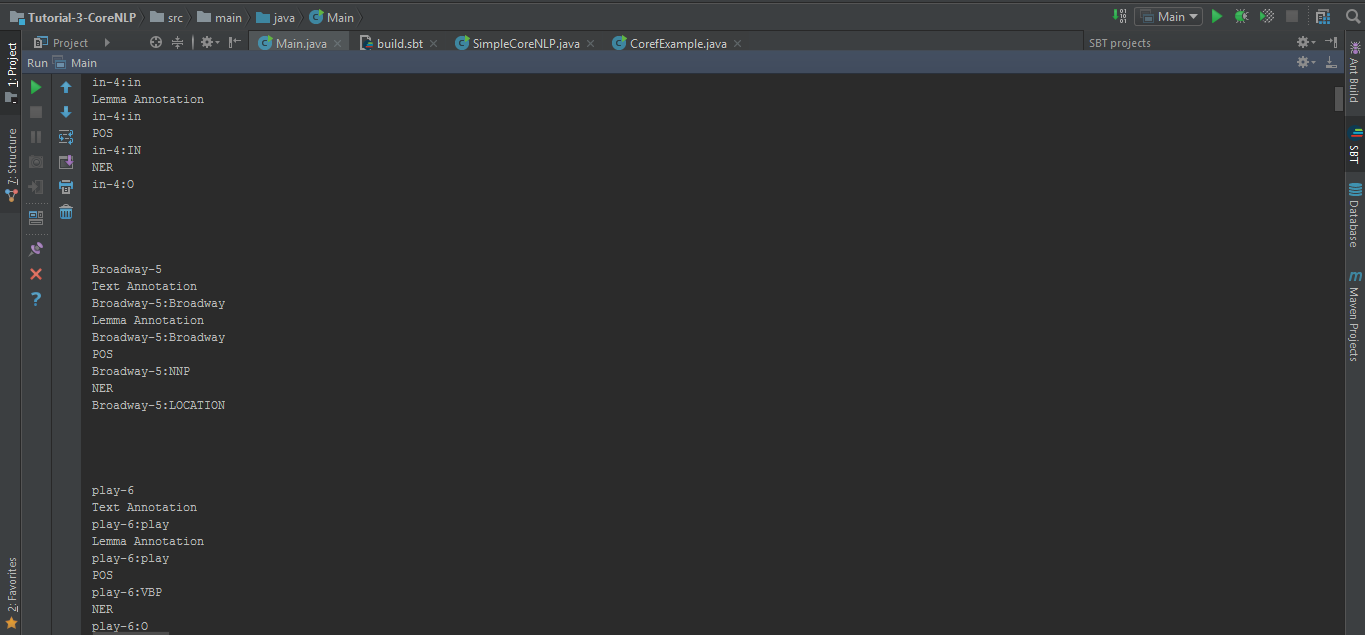 Tutorial-3-CoreNLP src main java Main
Main
Project
Main.java build.sbt SimpleCoreNLP.java CorefExample.java
SBT projects
Run Main
1: Project
7: Structure
2: Favorites
in-4:in
Lemma Annotation
in-4:in
POS
in-4:IN
NER
in-4:O
Broadway-5
Text Annotation
Broadway-5:Broadway
Lemma Annotation
Broadway-5:Broadway
POS
Broadway-5:NNP
NER
Broadway-5:LOCATION
play-6
Text Annotation
play-6:play
Lemma Annotation
play-6:play
POS
play-6:VBP
NER
play-6:O
Ant Build
SBT
Database
Maven Projects